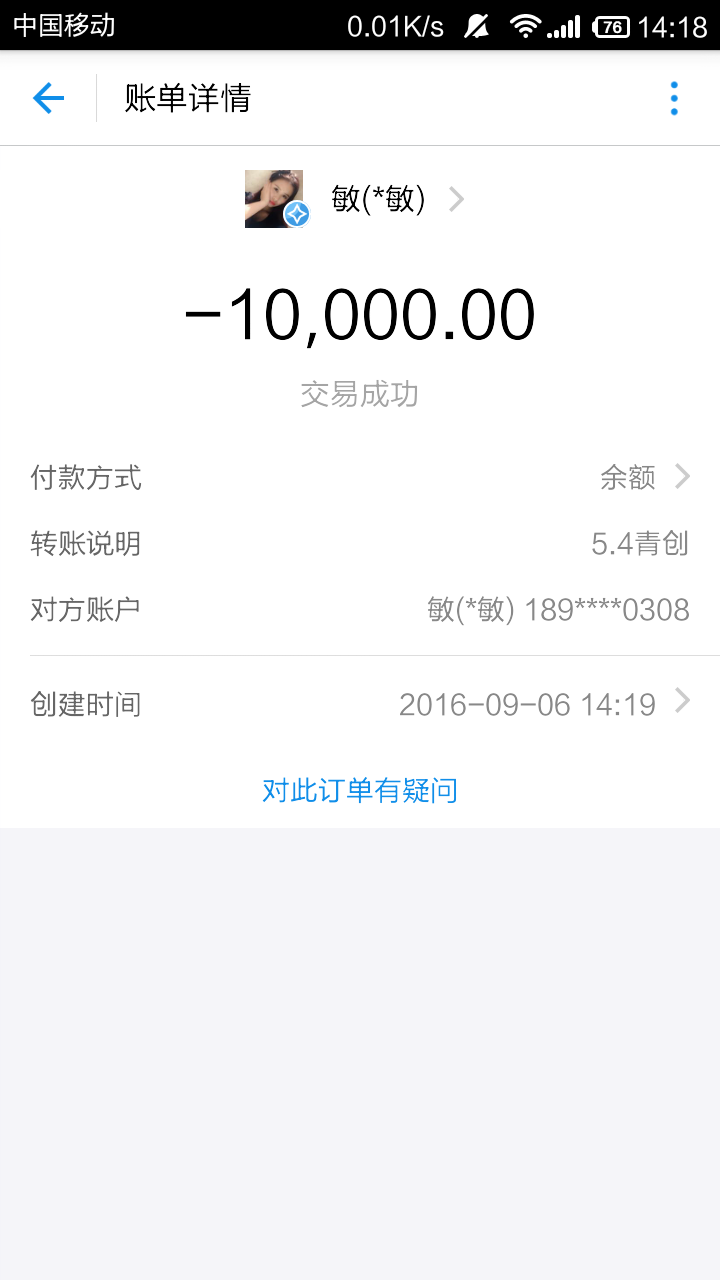 中国移动 0.01K/s 76 14:18
账单详情
敏(*敏)
-10,000.00
交易成功
付款方式 余额
转账说明 5.4青创
对方账户 敏(*敏) 189****0308
创建时间 2016-09-06 14:19
对此订单有疑问